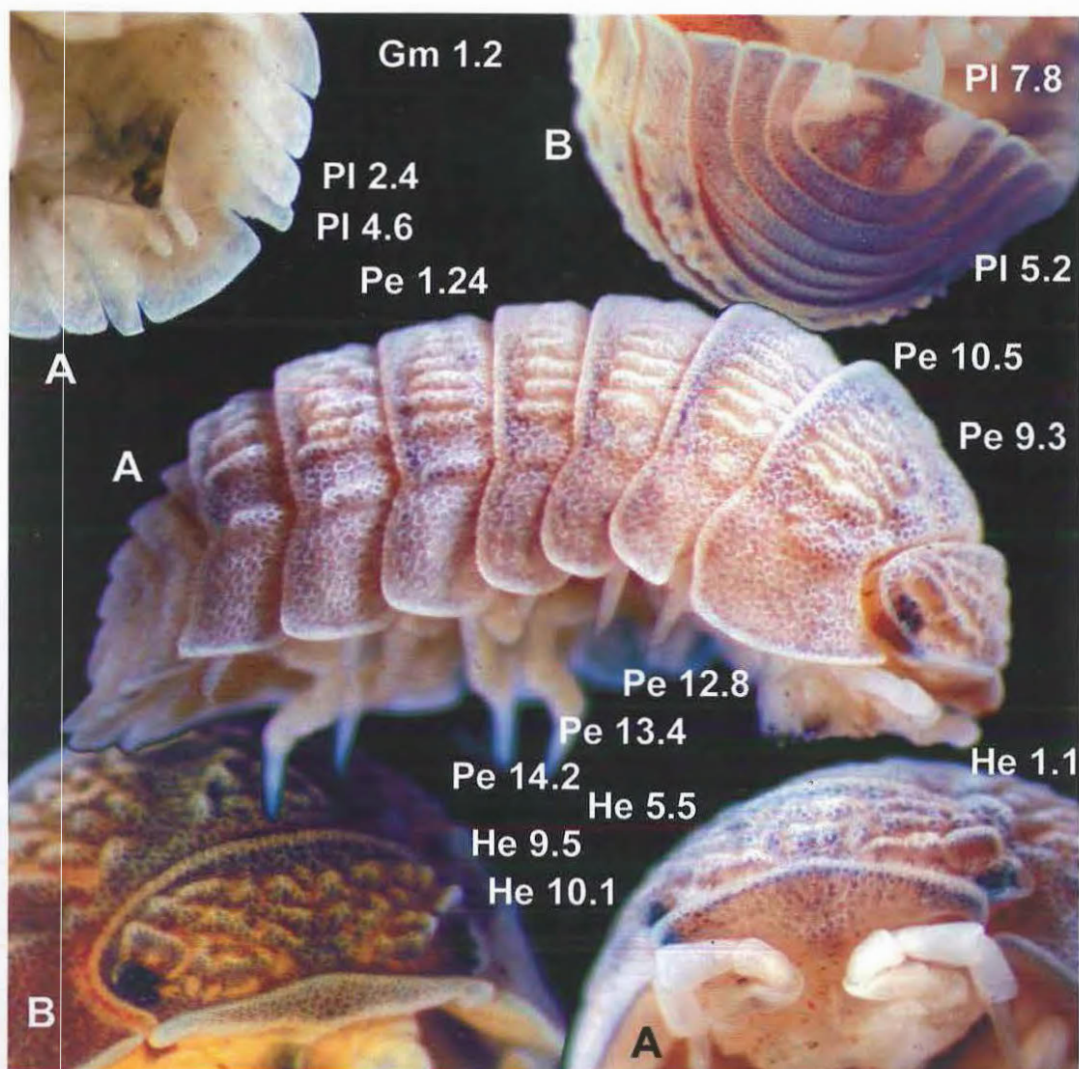 Gm 1.2
Pl 7.8
B
Pl 2.4
Pl 4.6
Pl 5.2
Pe 1.24
A
Pe 10.5
Pe 9.3
A
Pe 12.8
Pe 13.4
He 1.1
Pe 14.2
He 5.5
He 9.5
He 10.1
B
A